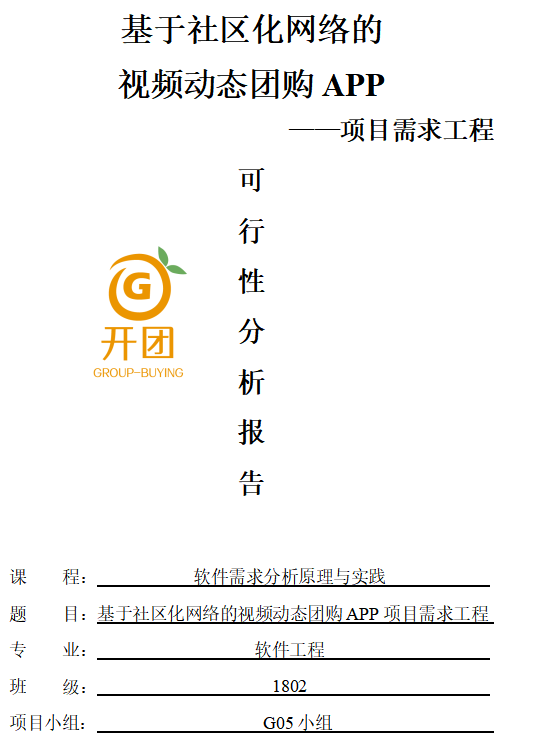 基于社区化网络的
视频动态团购 APP
——项目需求工程
可
行
性
分
析
报
告
G
开团
GROUP-BUYING
课 程： 软件需求分析原理与实践
题 目：基于社区化网络的视频动态团购 APP 项目需求工程
专 业： 软件工程
班 级： 1802
项目小组： G05 小组